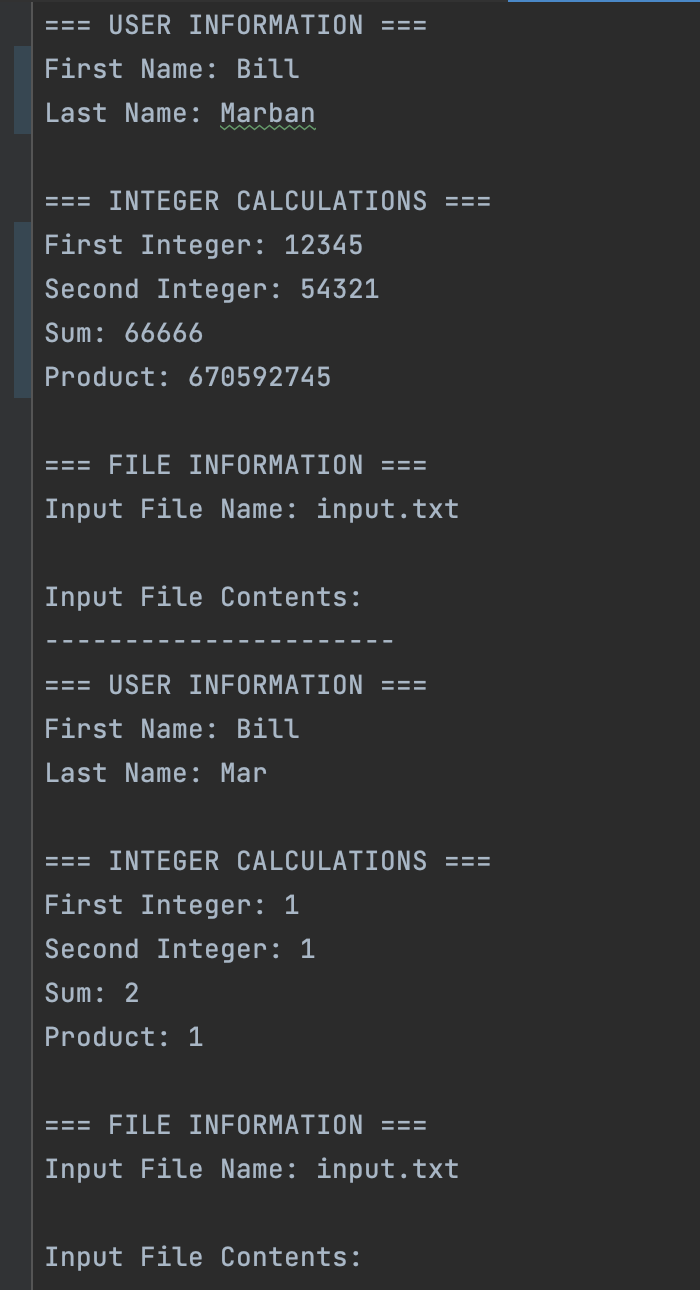 === USER INFORMATION ===
First Name: Bill
Last Name: Marban
=== INTEGER CALCULATIONS ===
First Integer: 12345
Second Integer: 54321
Sum: 66666
Product: 670592745
=== FILE INFORMATION ===
Input File Name: input.txt
Input File Contents:
----------------------
=== USER INFORMATION ===
First Name: Bill
Last Name: Mar
=== INTEGER CALCULATIONS ===
First Integer: 1
Second Integer: 1
Sum: 2
Product: 1
=== FILE INFORMATION ===
Input File Name: input.txt
Input File Contents: